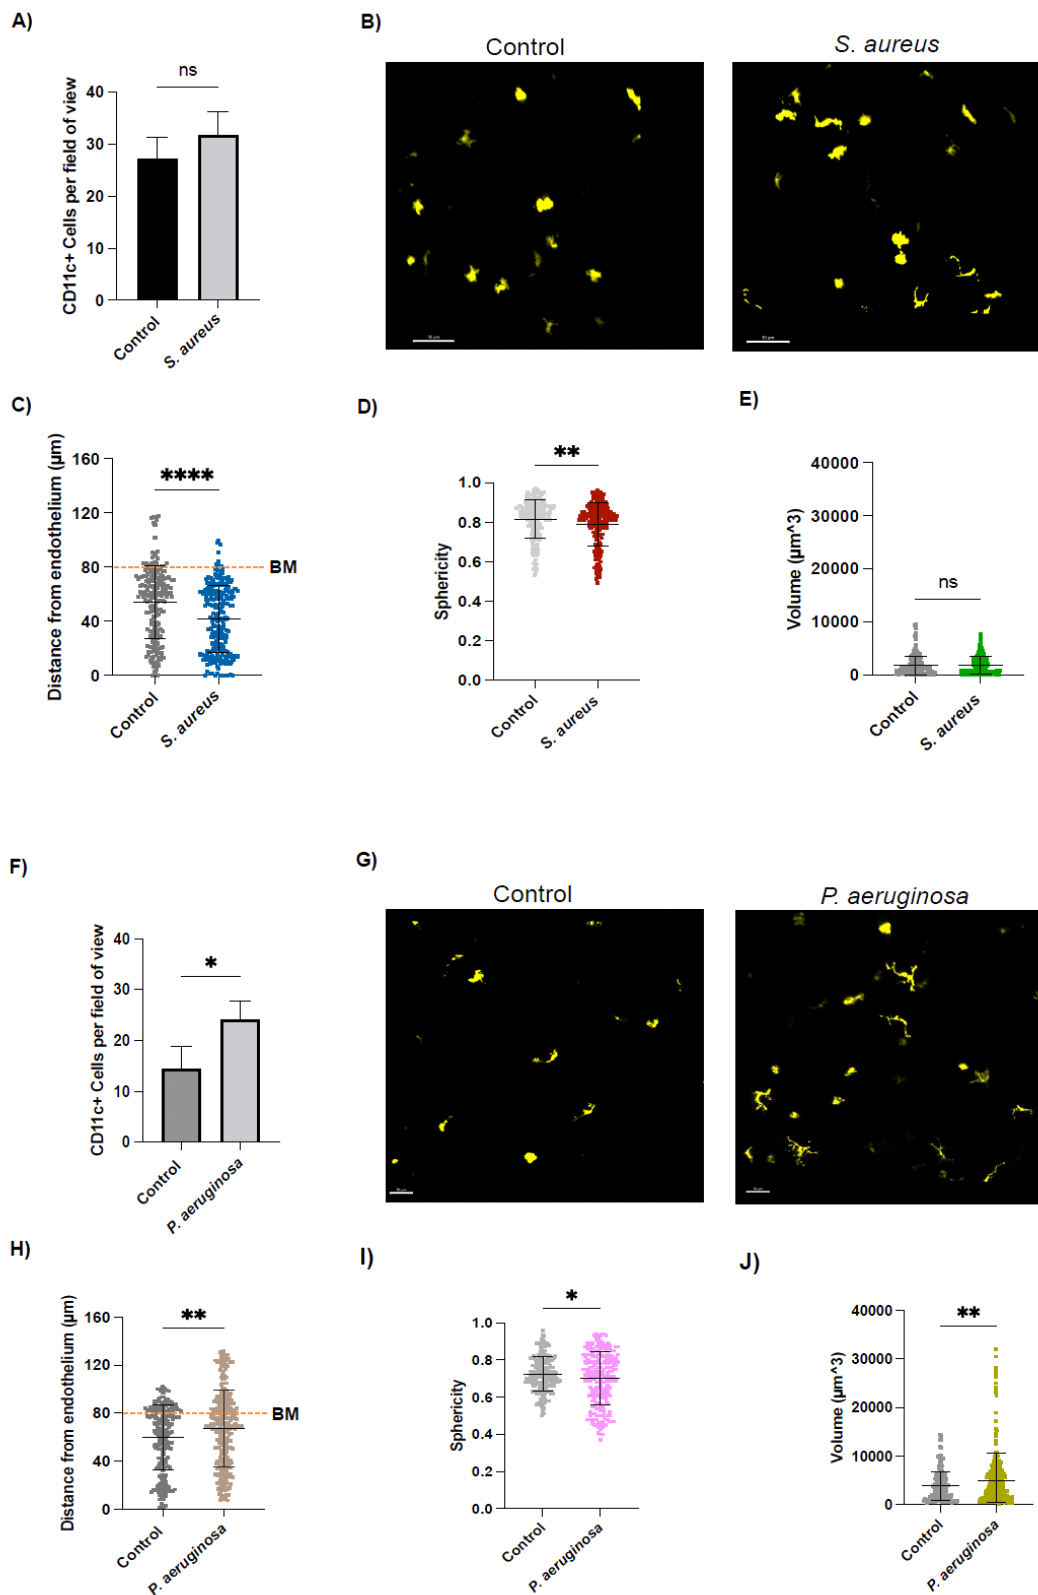 A)
ns
CD11c+ Cells per field of view
40
30
20
10
0
Control
S. aureus
B)
Control
S. aureus
C)
Distance from endothelium (µm)
160
120
80
40
0
****
BM
Control
S. aureus
D)
**
Sphericity
1.0
0.8
0.6
0.4
0.2
0.0
Control
S. aureus
E)
Volume (µm^3)
40000
30000
20000
10000
0
ns
Control
S. aureus
F)
CD11c+ Cells per field of view
40
30
20
10
0
*
Control
P. aeruginosa
G)
Control
P. aeruginosa
H)
Distance from endothelium (µm)
160
120
80
40
0
**
BM
Control
P. aeruginosa
I)
*
Sphericity
1.0
0.8
0.6
0.4
0.2
0.0
Control
P. aeruginosa
J)
Volume (µm^3)
40000
30000
20000
10000
0
**
Control
P. aeruginosa